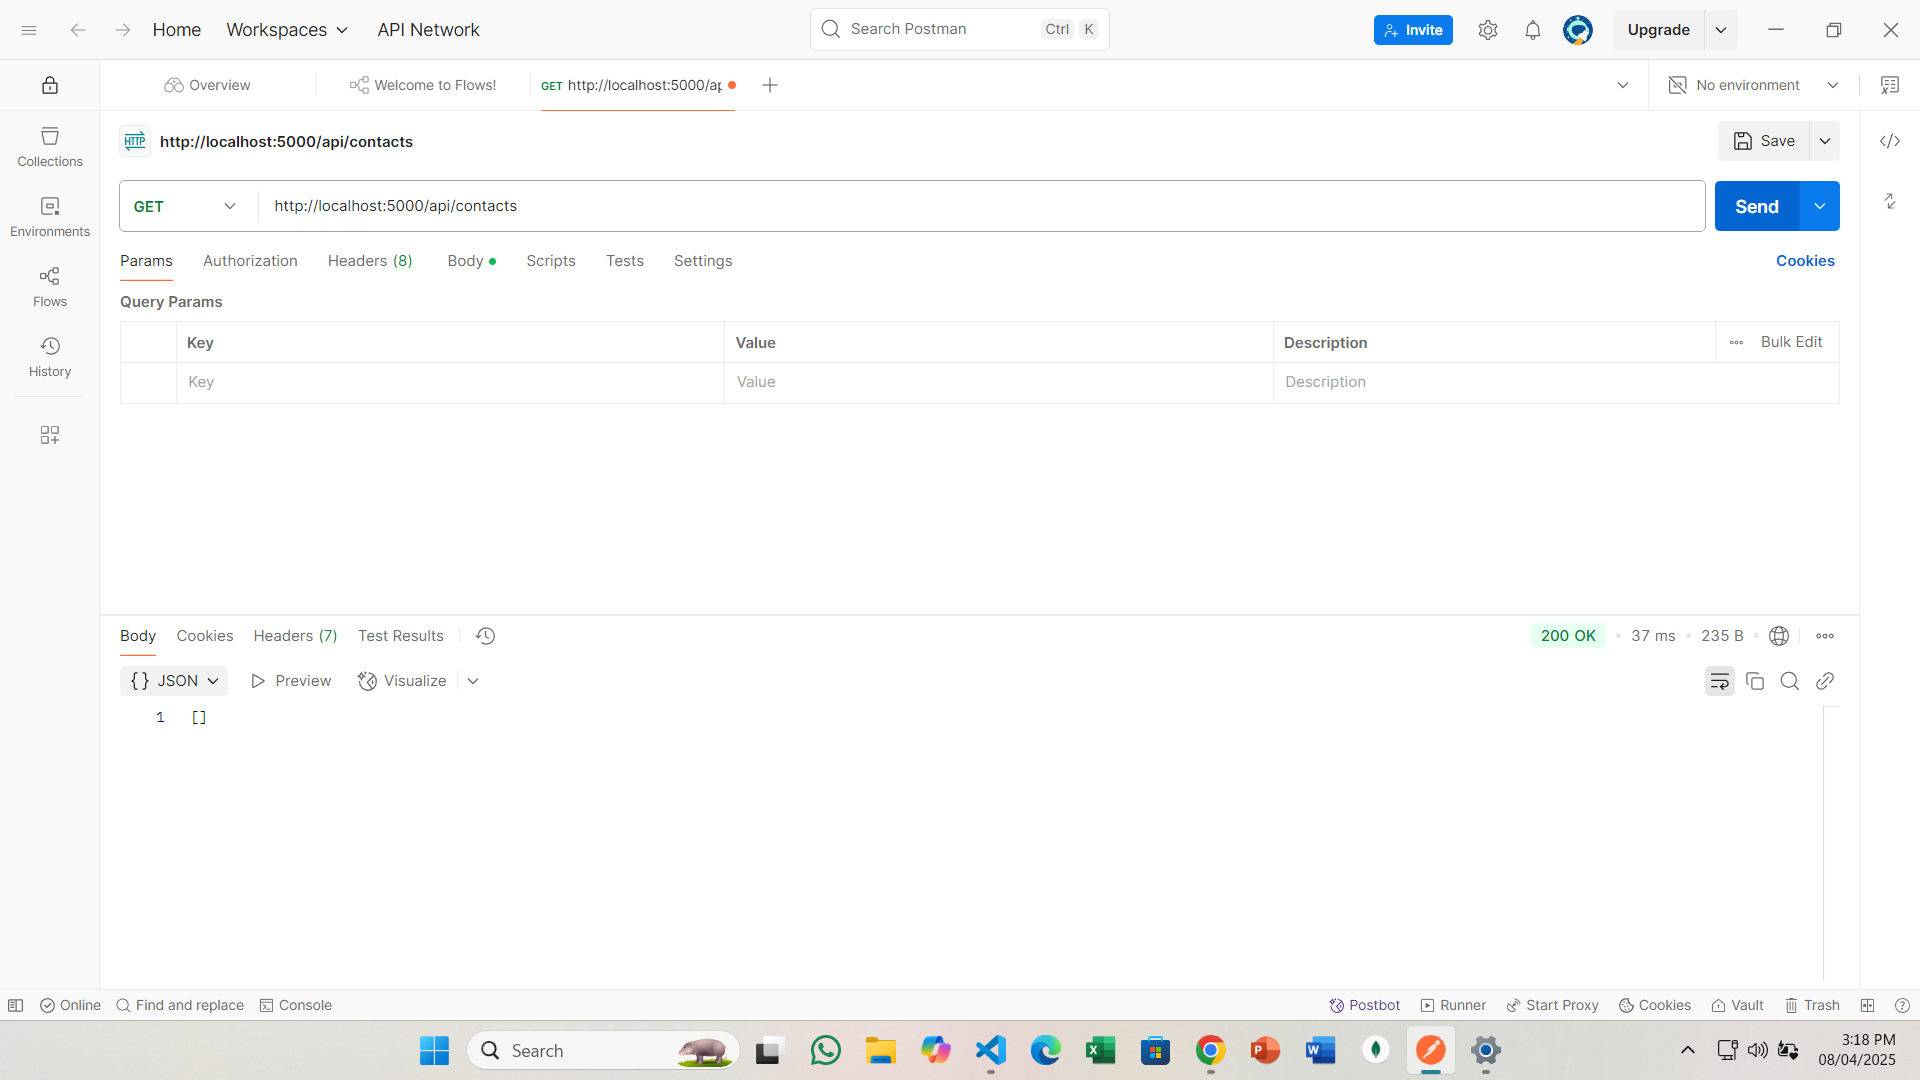 Home Workspaces API Network Search Postman Ctrl K Invite Upgrade
Overview Welcome to Flows! GET http://localhost:5000/ap No environment
HTTP http://localhost:5000/api/contacts Save
Collections
GET http://localhost:5000/api/contacts Send
Environments
Params Authorization Headers (8) Body Scripts Tests Settings Cookies
Flows
Query Params
Key Value Description Bulk Edit
History
Key Value Description
Body Cookies Headers (7) Test Results 200 OK 37 ms 235 B
{} JSON Preview Visualize
1 []
Online Find and replace Console Postbot Runner Start Proxy Cookies Vault Trash
Search
3:18 PM
08/04/2025